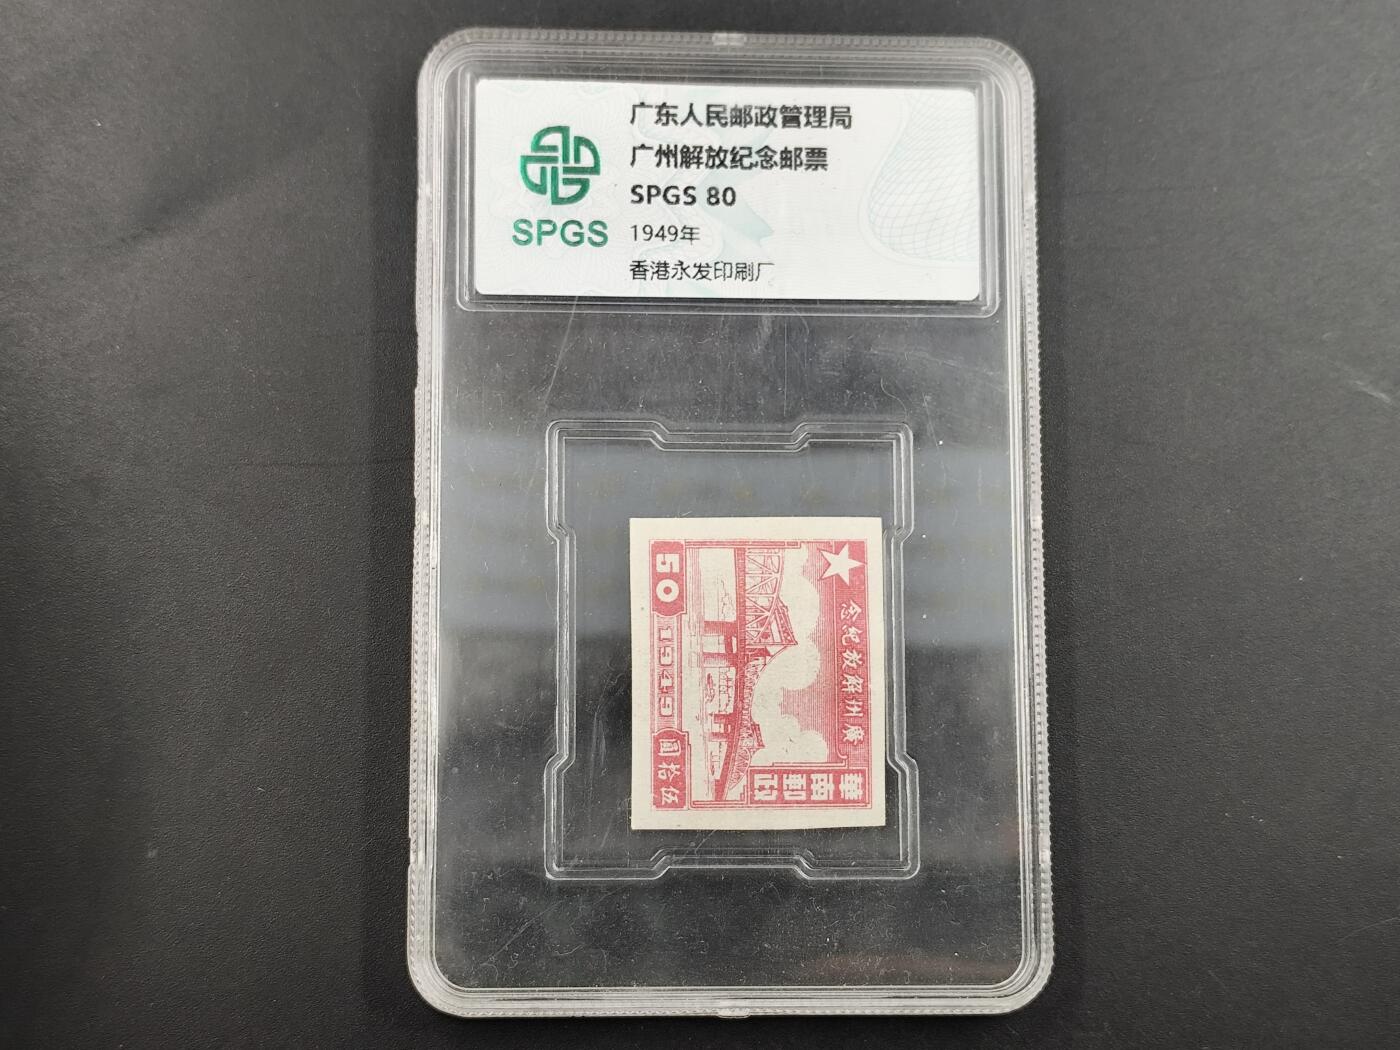 广东人民邮政管理局
广州解放纪念邮票
SPGS 80
1949年
香港永发印刷厂
SPGS
廣州解放紀念
華南郵政
50
1949
伍拾圓